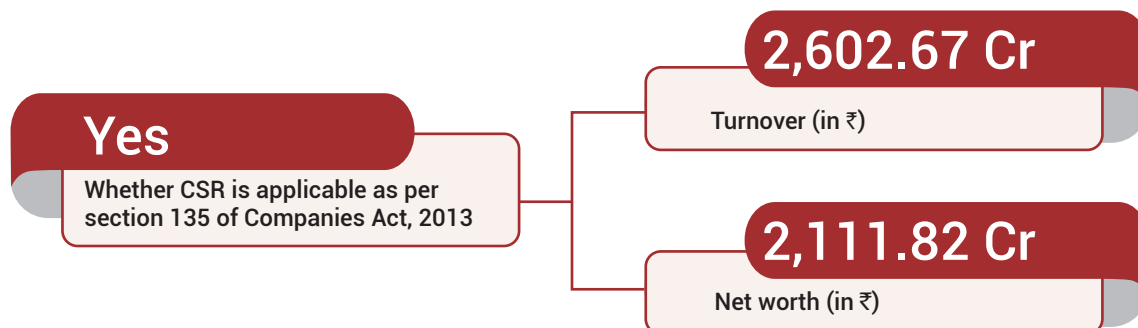 Yes
Whether CSR is applicable as per
section 135 of Companies Act, 2013
2,602.67 Cr
Turnover (in ₹)
2,111.82 Cr
Net worth (in ₹)